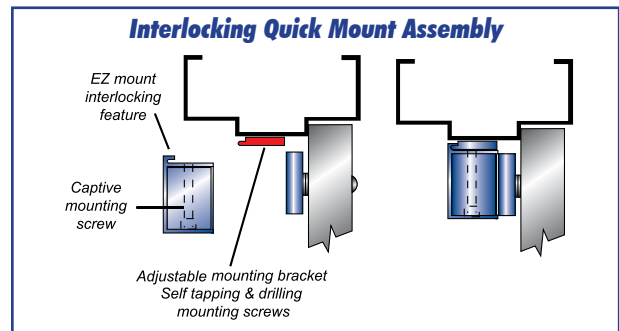 Interlocking Quick Mount Assembly
EZ mount
interlocking
feature
Captive
mounting
screw
Adjustable mounting bracket
Self tapping & drilling
mounting screws